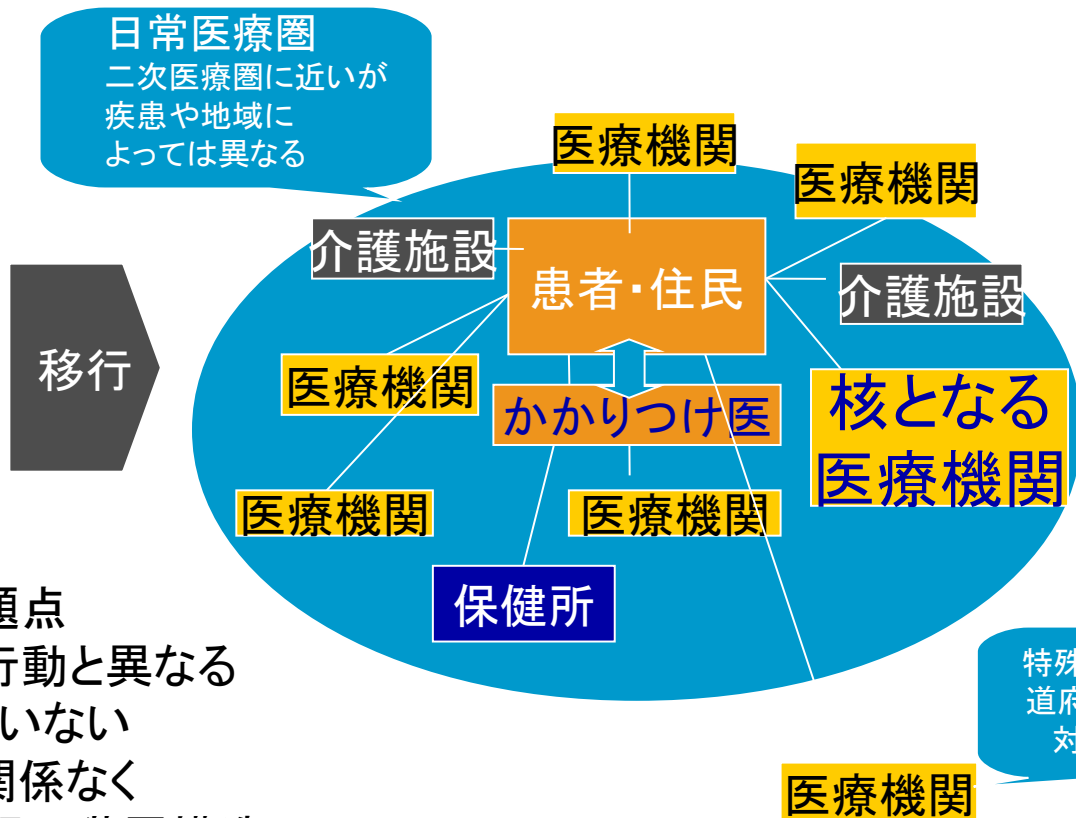 日常医療圏
二次医療圏に近いが
疾患や地域に
よっては異なる
医療機関
医療機関
介護施設
患者・住民
介護施設
移行
医療機関
かかりつけ医
核となる
医療機関
医療機関
医療機関
保健所
題点
行動と異なる
いない
関係なく
特殊
道府
対
医療機関